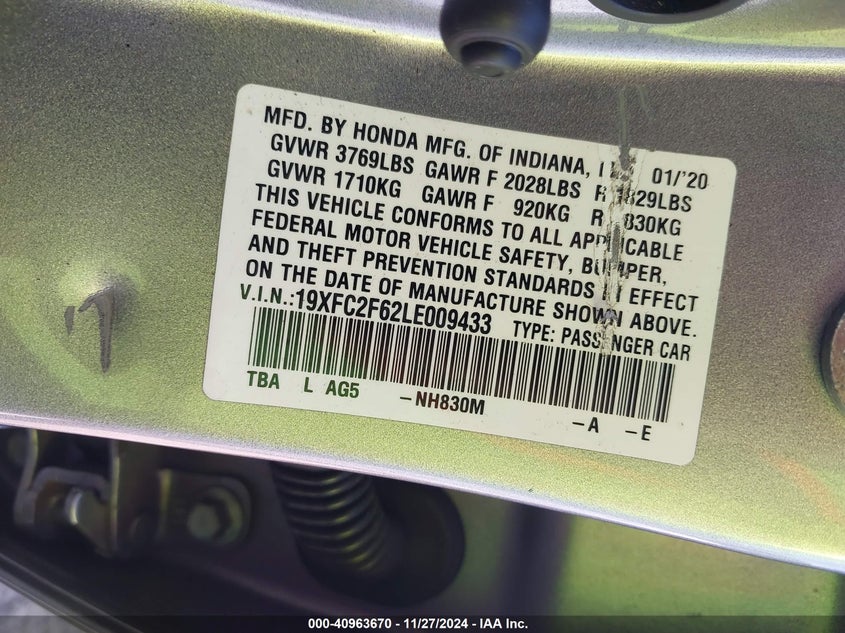 MFD. BY HONDA MFG. OF INDIANA, 01/'20
GVWR 3769LBS GAWR F 2028LBS R 1829LBS
GVWR 1710KG GAWR F 920KG R 830KG
THIS VEHICLE CONFORMS TO ALL APPLICABLE
FEDERAL MOTOR VEHICLE SAFETY, BUMPER,
AND THEFT PREVENTION STANDARDS IN EFFECT
ON THE DATE OF MANUFACTURE SHOWN ABOVE.
V.I.N.:19XFC2F62LE009433 TYPE: PASSENGER CAR
TBA L AG5 -NH830M -A -E
000-40963670 - 11/27/2024 - IAA Inc.